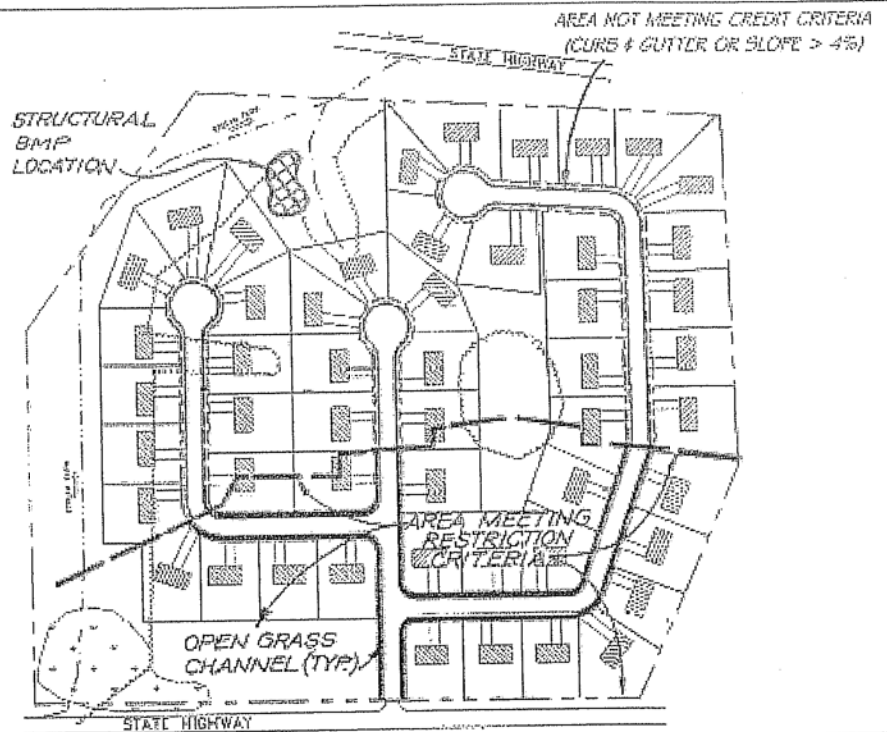 AREA NOT MEETING CREDIT CRITERIA
(CURB & GUTTER OR SLOPE > 4%)
STATE HIGHWAY
STRUCTURAL
BMP
LOCATION
AREA MEETING
RESTRICTION
CRITERIA
OPEN GRASS
CHANNEL (TYP.)
STATE HIGHWAY